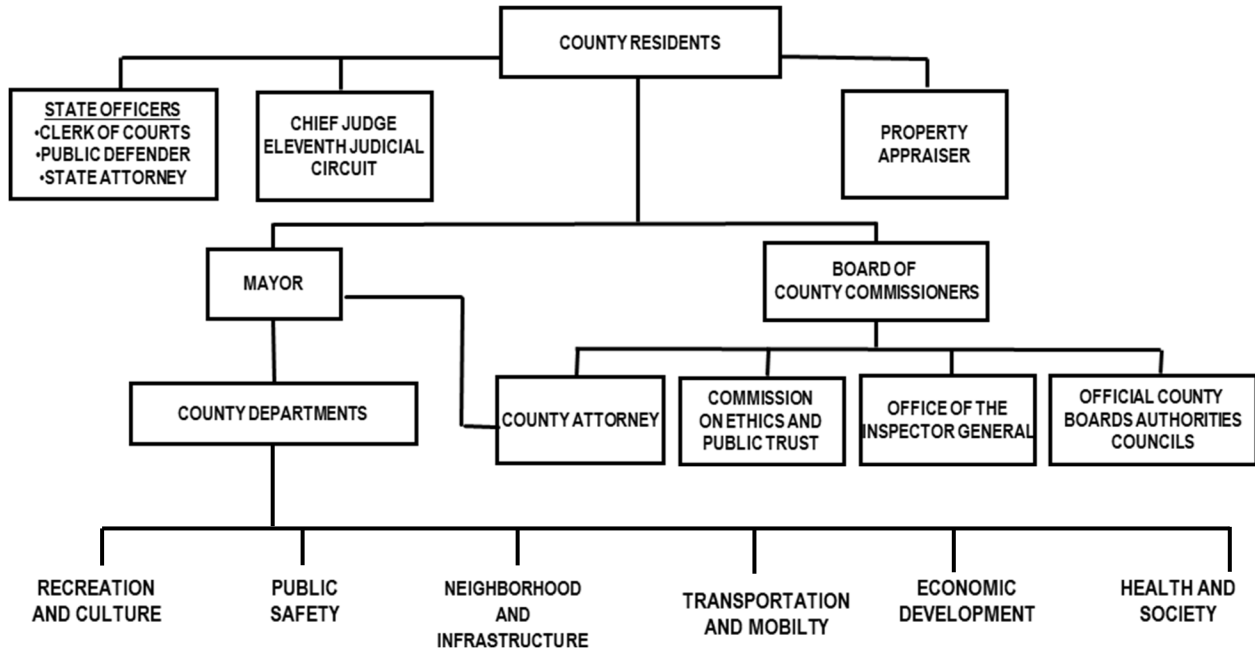 COUNTY RESIDENTS
STATE OFFICERS
•CLERK OF COURTS
•PUBLIC DEFENDER
•STATE ATTORNEY
CHIEF JUDGE
ELEVENTH JUDICIAL
CIRCUIT
PROPERTY
APPRAISER
MAYOR
BOARD OF
COUNTY COMMISSIONERS
COUNTY DEPARTMENTS
COUNTY ATTORNEY
COMMISSION
ON ETHICS AND
PUBLIC TRUST
OFFICE OF THE
INSPECTOR GENERAL
OFFICIAL COUNTY
BOARDS AUTHORITIES
COUNCILS
RECREATION
AND CULTURE
PUBLIC
SAFETY
NEIGHBORHOOD
AND
INFRASTRUCTURE
TRANSPORTATION
AND MOBILTY
ECONOMIC
DEVELOPMENT
HEALTH AND
SOCIETY